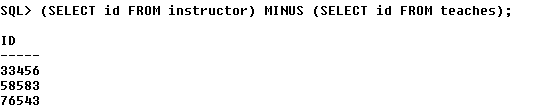 SQL> (SELECT id FROM instructor) MINUS (SELECT id FROM teaches);
ID
-----
33456
58583
76543